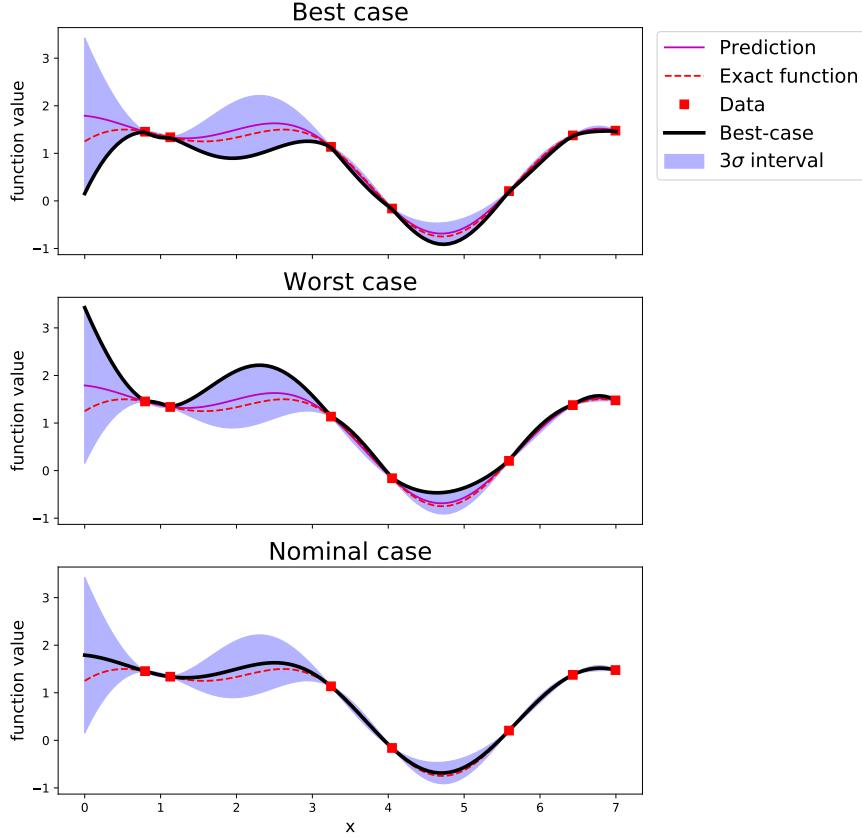 Best case
3
2
1
0
−1
function value
Prediction
Exact function
Data
Best-case
3σ interval
Worst case
3
2
1
0
−1
function value
Nominal case
3
2
1
0
−1
function value
0 1 2 3 4 5 6 7
x